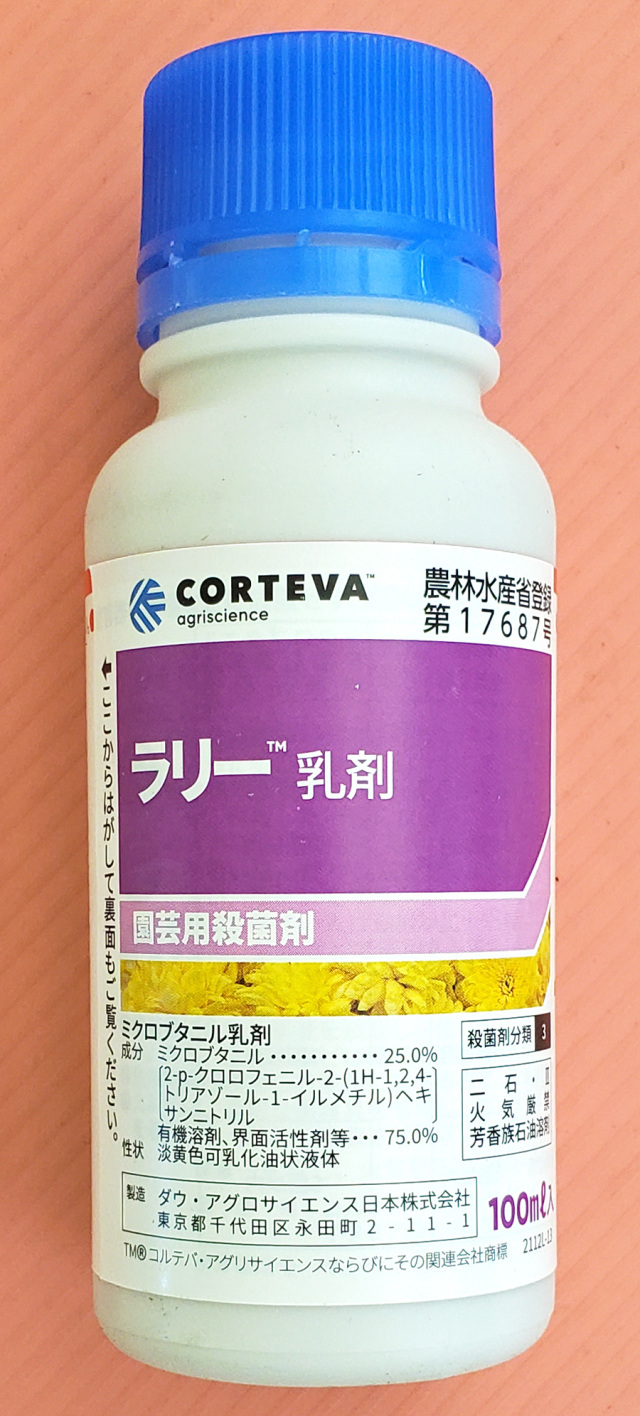 CORTEVA™
agriscience
農林水産省登録
第17687号
←ここからはがして裏面もご覧ください。
ラリー™ 乳剤
園芸用殺菌剤
ミクロブタニル乳剤
成分 ミクロブタニル・・・・・・・・・・・25.0%
[2-p-クロロフェニル-2-(1H-1,2,4-
トリアゾール-1-イルメチル)ヘキ
サンニトリル]
有機溶剤、界面活性剤等・・・75.0%
性状 淡黄色可乳化油状液体
殺菌剤分類 3
二石・Ⅱ
火気厳禁
芳香族石油溶剤
製造 ダウ・アグロサイエンス日本株式会社
東京都千代田区永田町2-11-1
100mℓ入
TM®コルテバ・アグリサイエンスならびにその関連会社商標
2112L-13